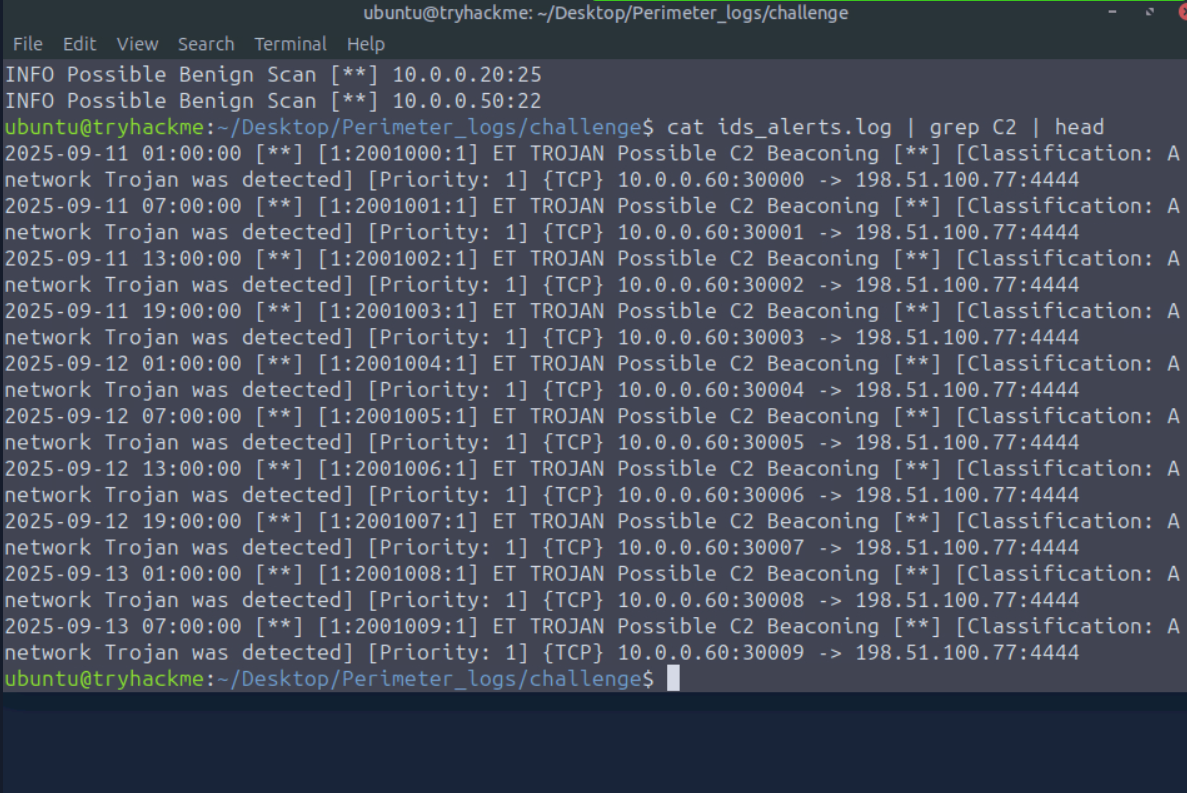 ubuntu@tryhackme: ~/Desktop/Perimeter_logs/challenge
File Edit View Search Terminal Help
INFO Possible Benign Scan [**] 10.0.0.20:25
INFO Possible Benign Scan [**] 10.0.0.50:22
ubuntu@tryhackme:~/Desktop/Perimeter_logs/challenge$ cat ids_alerts.log | grep C2 | head
2025-09-11 01:00:00 [**] [1:2001000:1] ET TROJAN Possible C2 Beaconing [**] [Classification: A
network Trojan was detected] [Priority: 1] {TCP} 10.0.0.60:30000 -> 198.51.100.77:4444
2025-09-11 07:00:00 [**] [1:2001001:1] ET TROJAN Possible C2 Beaconing [**] [Classification: A
network Trojan was detected] [Priority: 1] {TCP} 10.0.0.60:30001 -> 198.51.100.77:4444
2025-09-11 13:00:00 [**] [1:2001002:1] ET TROJAN Possible C2 Beaconing [**] [Classification: A
network Trojan was detected] [Priority: 1] {TCP} 10.0.0.60:30002 -> 198.51.100.77:4444
2025-09-11 19:00:00 [**] [1:2001003:1] ET TROJAN Possible C2 Beaconing [**] [Classification: A
network Trojan was detected] [Priority: 1] {TCP} 10.0.0.60:30003 -> 198.51.100.77:4444
2025-09-12 01:00:00 [**] [1:2001004:1] ET TROJAN Possible C2 Beaconing [**] [Classification: A
network Trojan was detected] [Priority: 1] {TCP} 10.0.0.60:30004 -> 198.51.100.77:4444
2025-09-12 07:00:00 [**] [1:2001005:1] ET TROJAN Possible C2 Beaconing [**] [Classification: A
network Trojan was detected] [Priority: 1] {TCP} 10.0.0.60:30005 -> 198.51.100.77:4444
2025-09-12 13:00:00 [**] [1:2001006:1] ET TROJAN Possible C2 Beaconing [**] [Classification: A
network Trojan was detected] [Priority: 1] {TCP} 10.0.0.60:30006 -> 198.51.100.77:4444
2025-09-12 19:00:00 [**] [1:2001007:1] ET TROJAN Possible C2 Beaconing [**] [Classification: A
network Trojan was detected] [Priority: 1] {TCP} 10.0.0.60:30007 -> 198.51.100.77:4444
2025-09-13 01:00:00 [**] [1:2001008:1] ET TROJAN Possible C2 Beaconing [**] [Classification: A
network Trojan was detected] [Priority: 1] {TCP} 10.0.0.60:30008 -> 198.51.100.77:4444
2025-09-13 07:00:00 [**] [1:2001009:1] ET TROJAN Possible C2 Beaconing [**] [Classification: A
network Trojan was detected] [Priority: 1] {TCP} 10.0.0.60:30009 -> 198.51.100.77:4444
ubuntu@tryhackme:~/Desktop/Perimeter_logs/challenge$